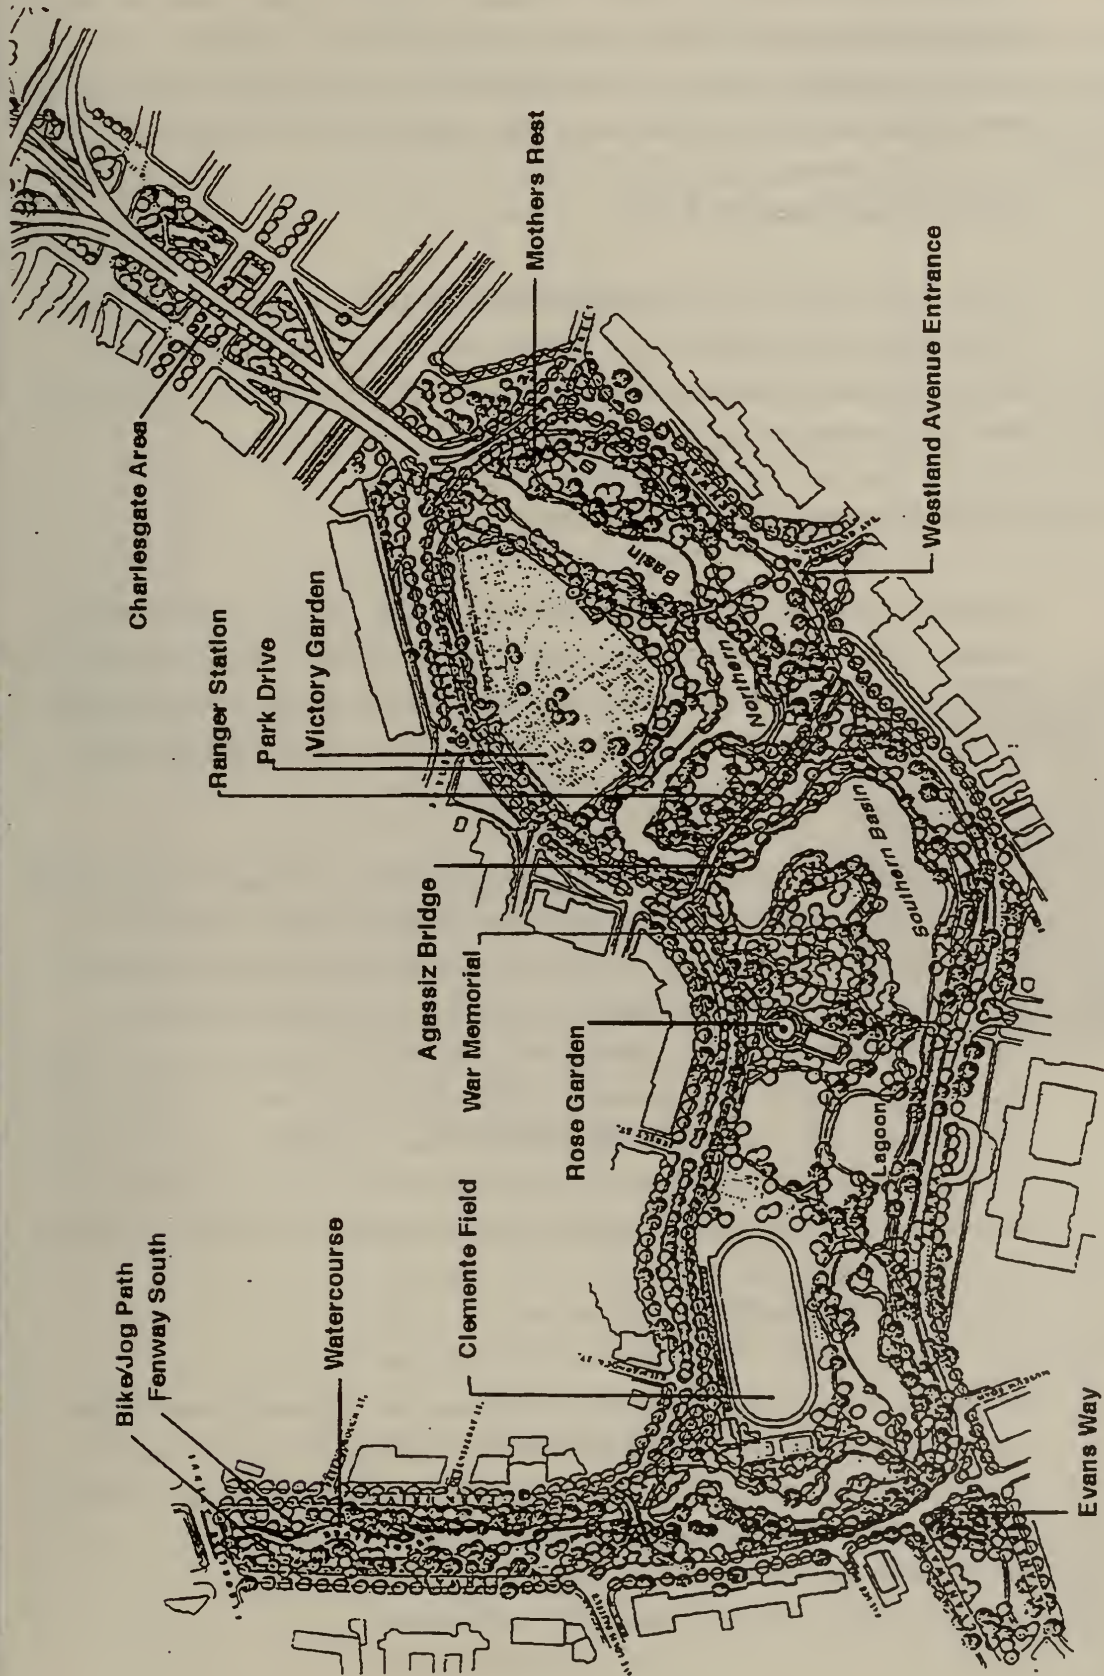 Bike/Jog Path
Fenway South
Watercourse
Clemente Field
Rose Garden
War Memorial
Agassiz Bridge
Ranger Station
Park Drive
Victory Garden
Charlesgate Area
Mothers Rest
Westland Avenue Entrance
Evans Way
Northern
Basin
Southern Basin
Lagoon